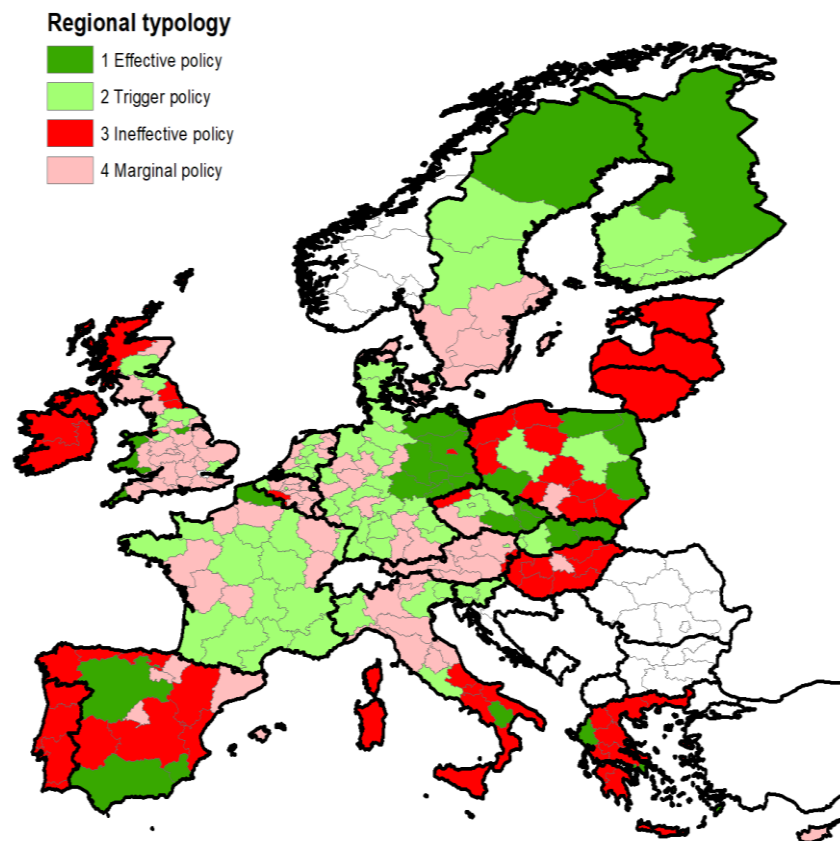 Regional typology
1 Effective policy
2 Trigger policy
3 Ineffective policy
4 Marginal policy